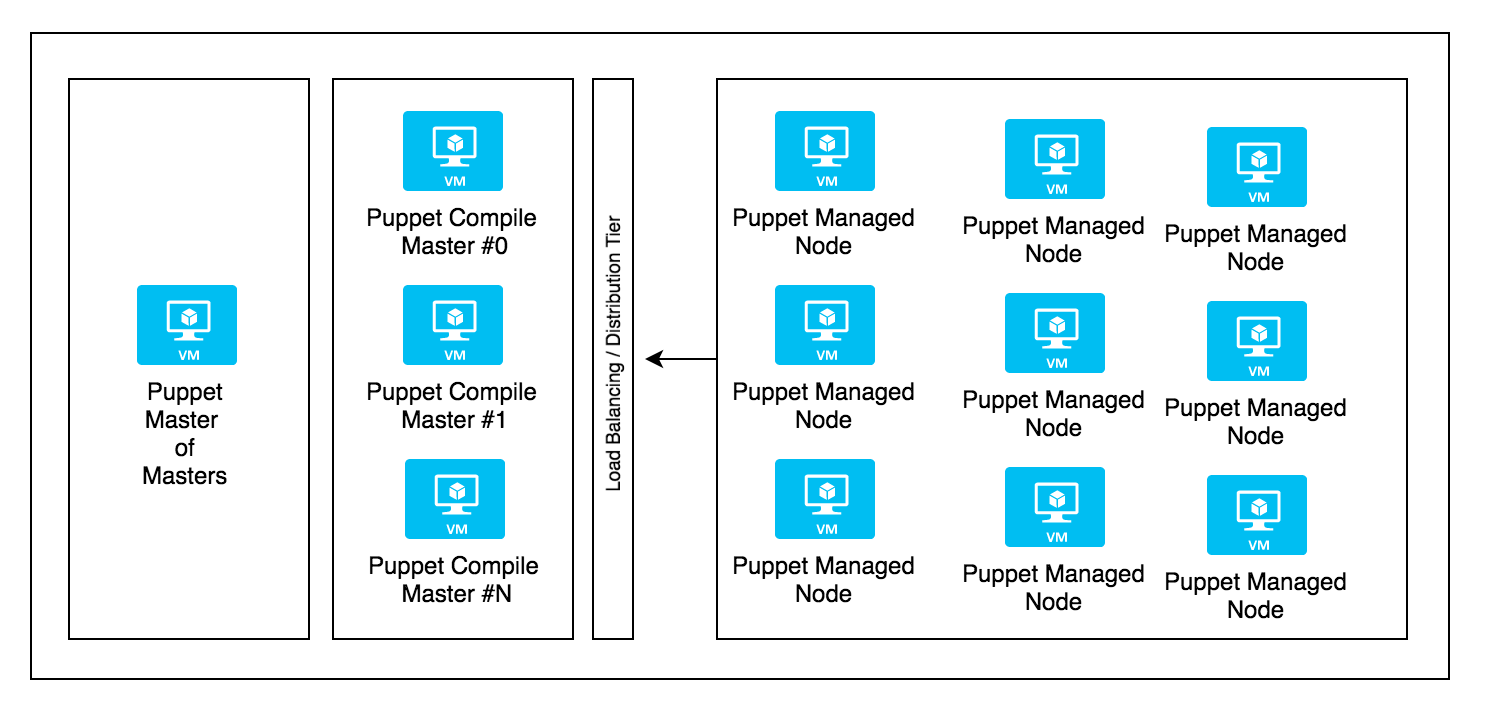 VM
Puppet
Master
of
Masters
VM
Puppet Compile
Master #0
VM
Puppet Compile
Master #1
VM
Puppet Compile
Master #N
Load Balancing / Distribution Tier
VM
Puppet Managed
Node
VM
Puppet Managed
Node
VM
Puppet Managed
Node
VM
Puppet Managed
Node
VM
Puppet Managed
Node
VM
Puppet Managed
Node
VM
Puppet Managed
Node
VM
Puppet Managed
Node
VM
Puppet Managed
Node